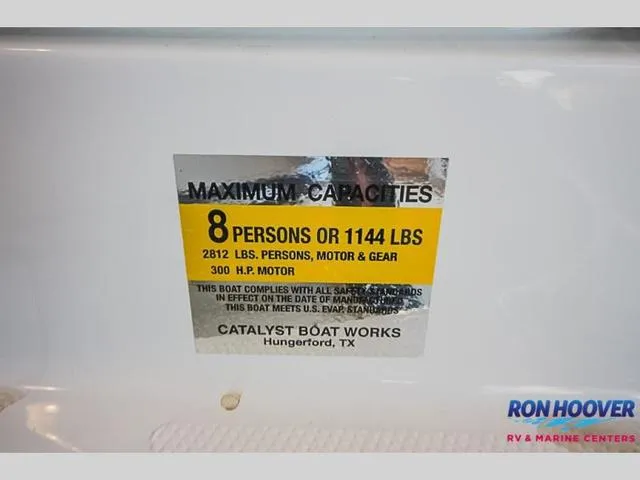 MAXIMUM CAPACITIES
8 PERSONS OR 1144 LBS
2812 LBS. PERSONS, MOTOR & GEAR
300 H.P. MOTOR
THIS BOAT COMPLIES WITH ALL SAFETY STANDARDS
IN EFFECT ON THE DATE OF MANUFACTURED
THIS BOAT MEETS U.S. EVAP. STANDARDS
CATALYST BOAT WORKS
Hungerford, TX
RON HOOVER
RV & MARINE CENTERS